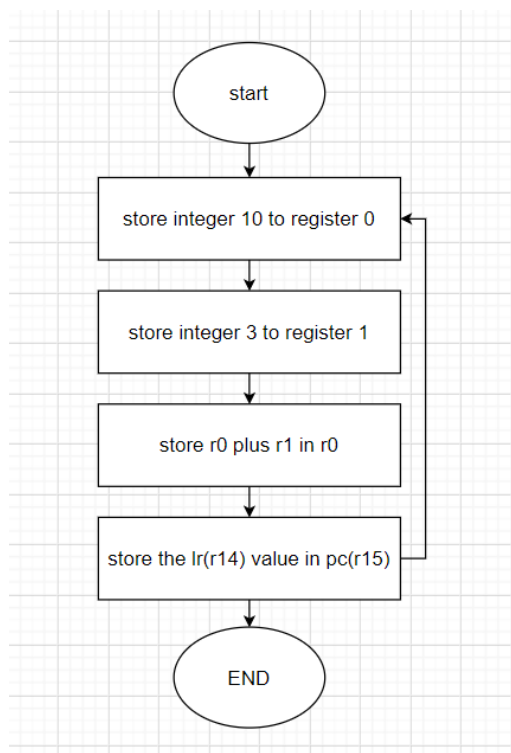 start
store integer 10 to register 0
store integer 3 to register 1
store r0 plus r1 in r0
store the lr(r14) value in pc(r15)
END